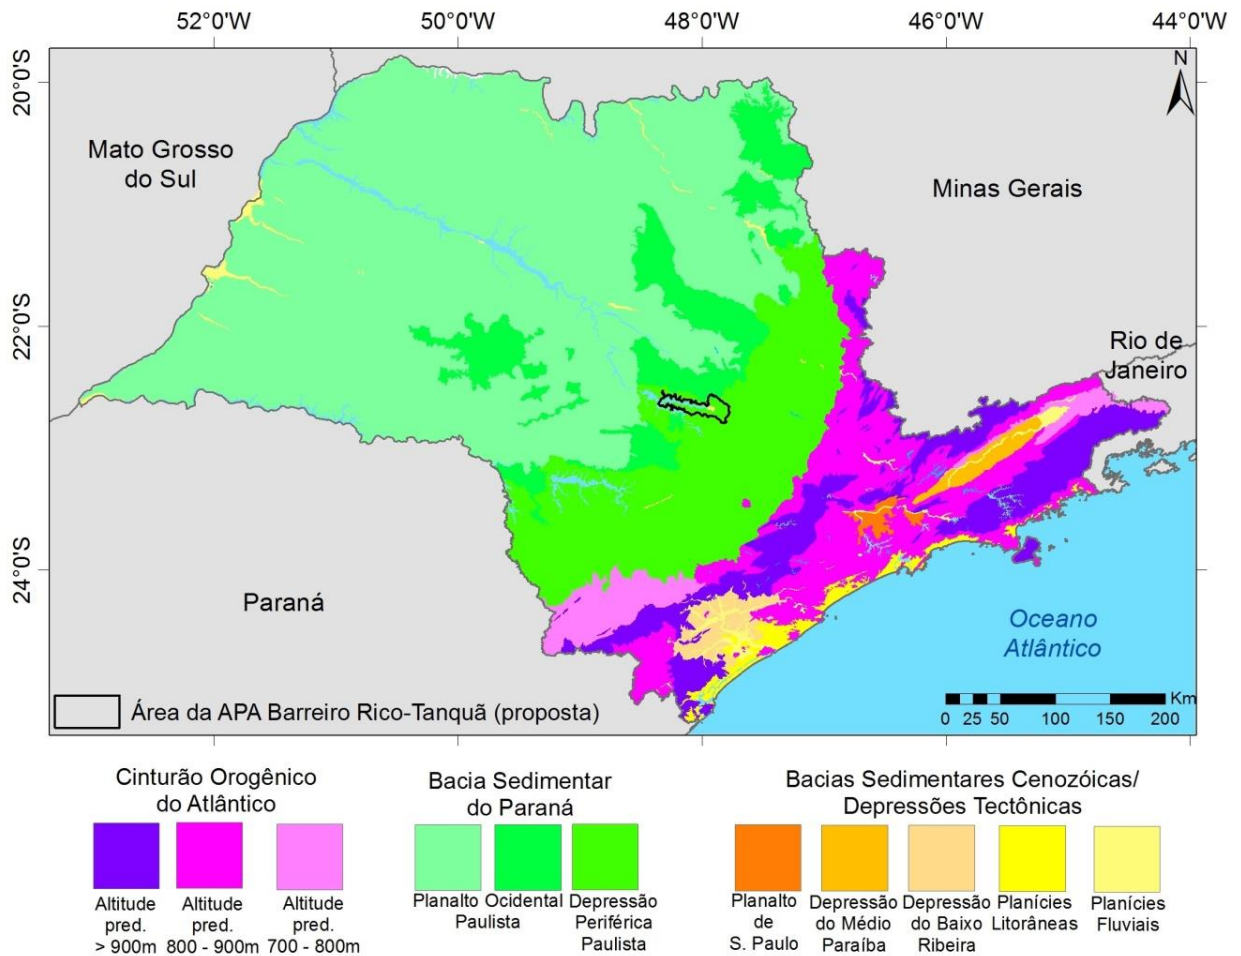 52°0'W 50°0'W 48°0'W 46°0'W 44°0'W
20°0'S
22°0'S
24°0'S
N
Mato Grosso
do Sul
Minas Gerais
Rio de
Janeiro
Paraná
Oceano
Atlântico
Área da APA Barreiro Rico-Tanquã (proposta)
Km
0 25 50 100 150 200
Cinturão Orogênico
do Atlântico
Altitude
pred.
> 900m
Altitude
pred.
800 - 900m
Altitude
pred.
700 - 800m
Bacia Sedimentar
do Paraná
Planalto Ocidental
Paulista
Depressão
Periférica
Paulista
Bacias Sedimentares Cenozóicas/
Depressões Tectônicas
Planalto
de
S. Paulo
Depressão
do Médio
Paraíba
Depressão
do Baixo
Ribeira
Planícies
Litorâneas
Planícies
Fluviais